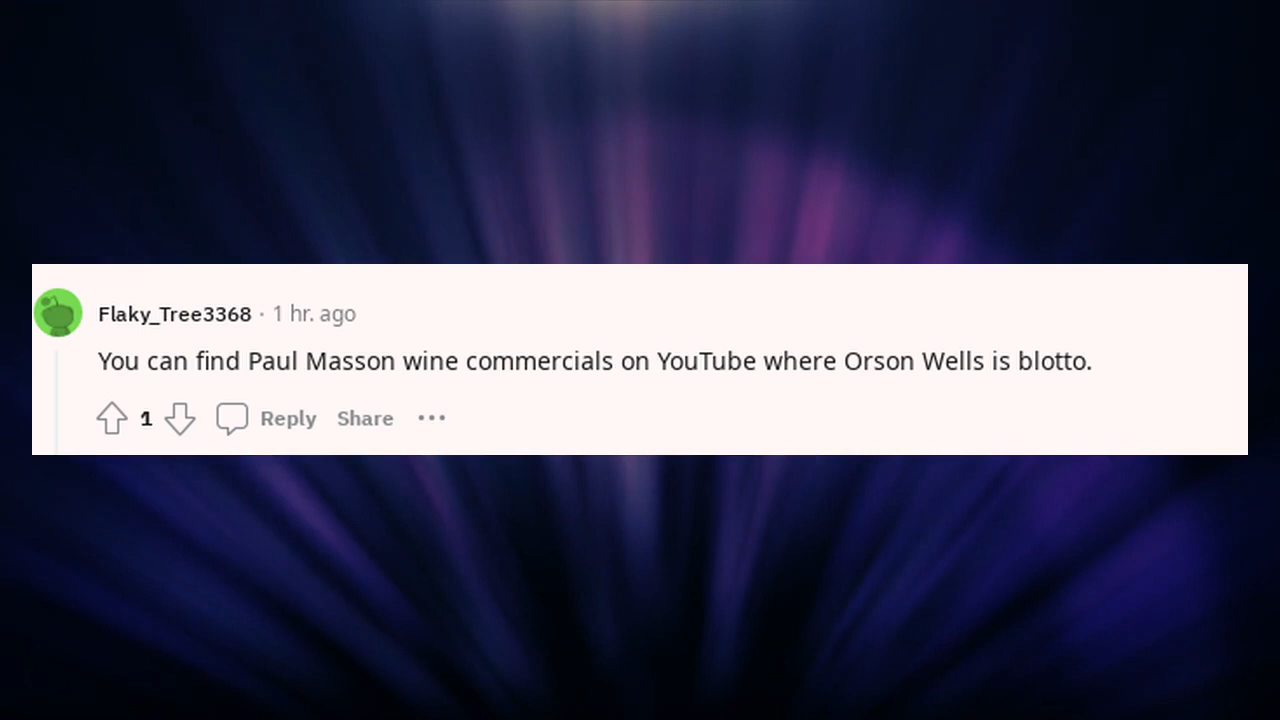 Flaky_Tree3368 · 1 hr. ago
You can find Paul Masson wine commercials on YouTube where Orson Wells is blotto.
1 Reply Share ···